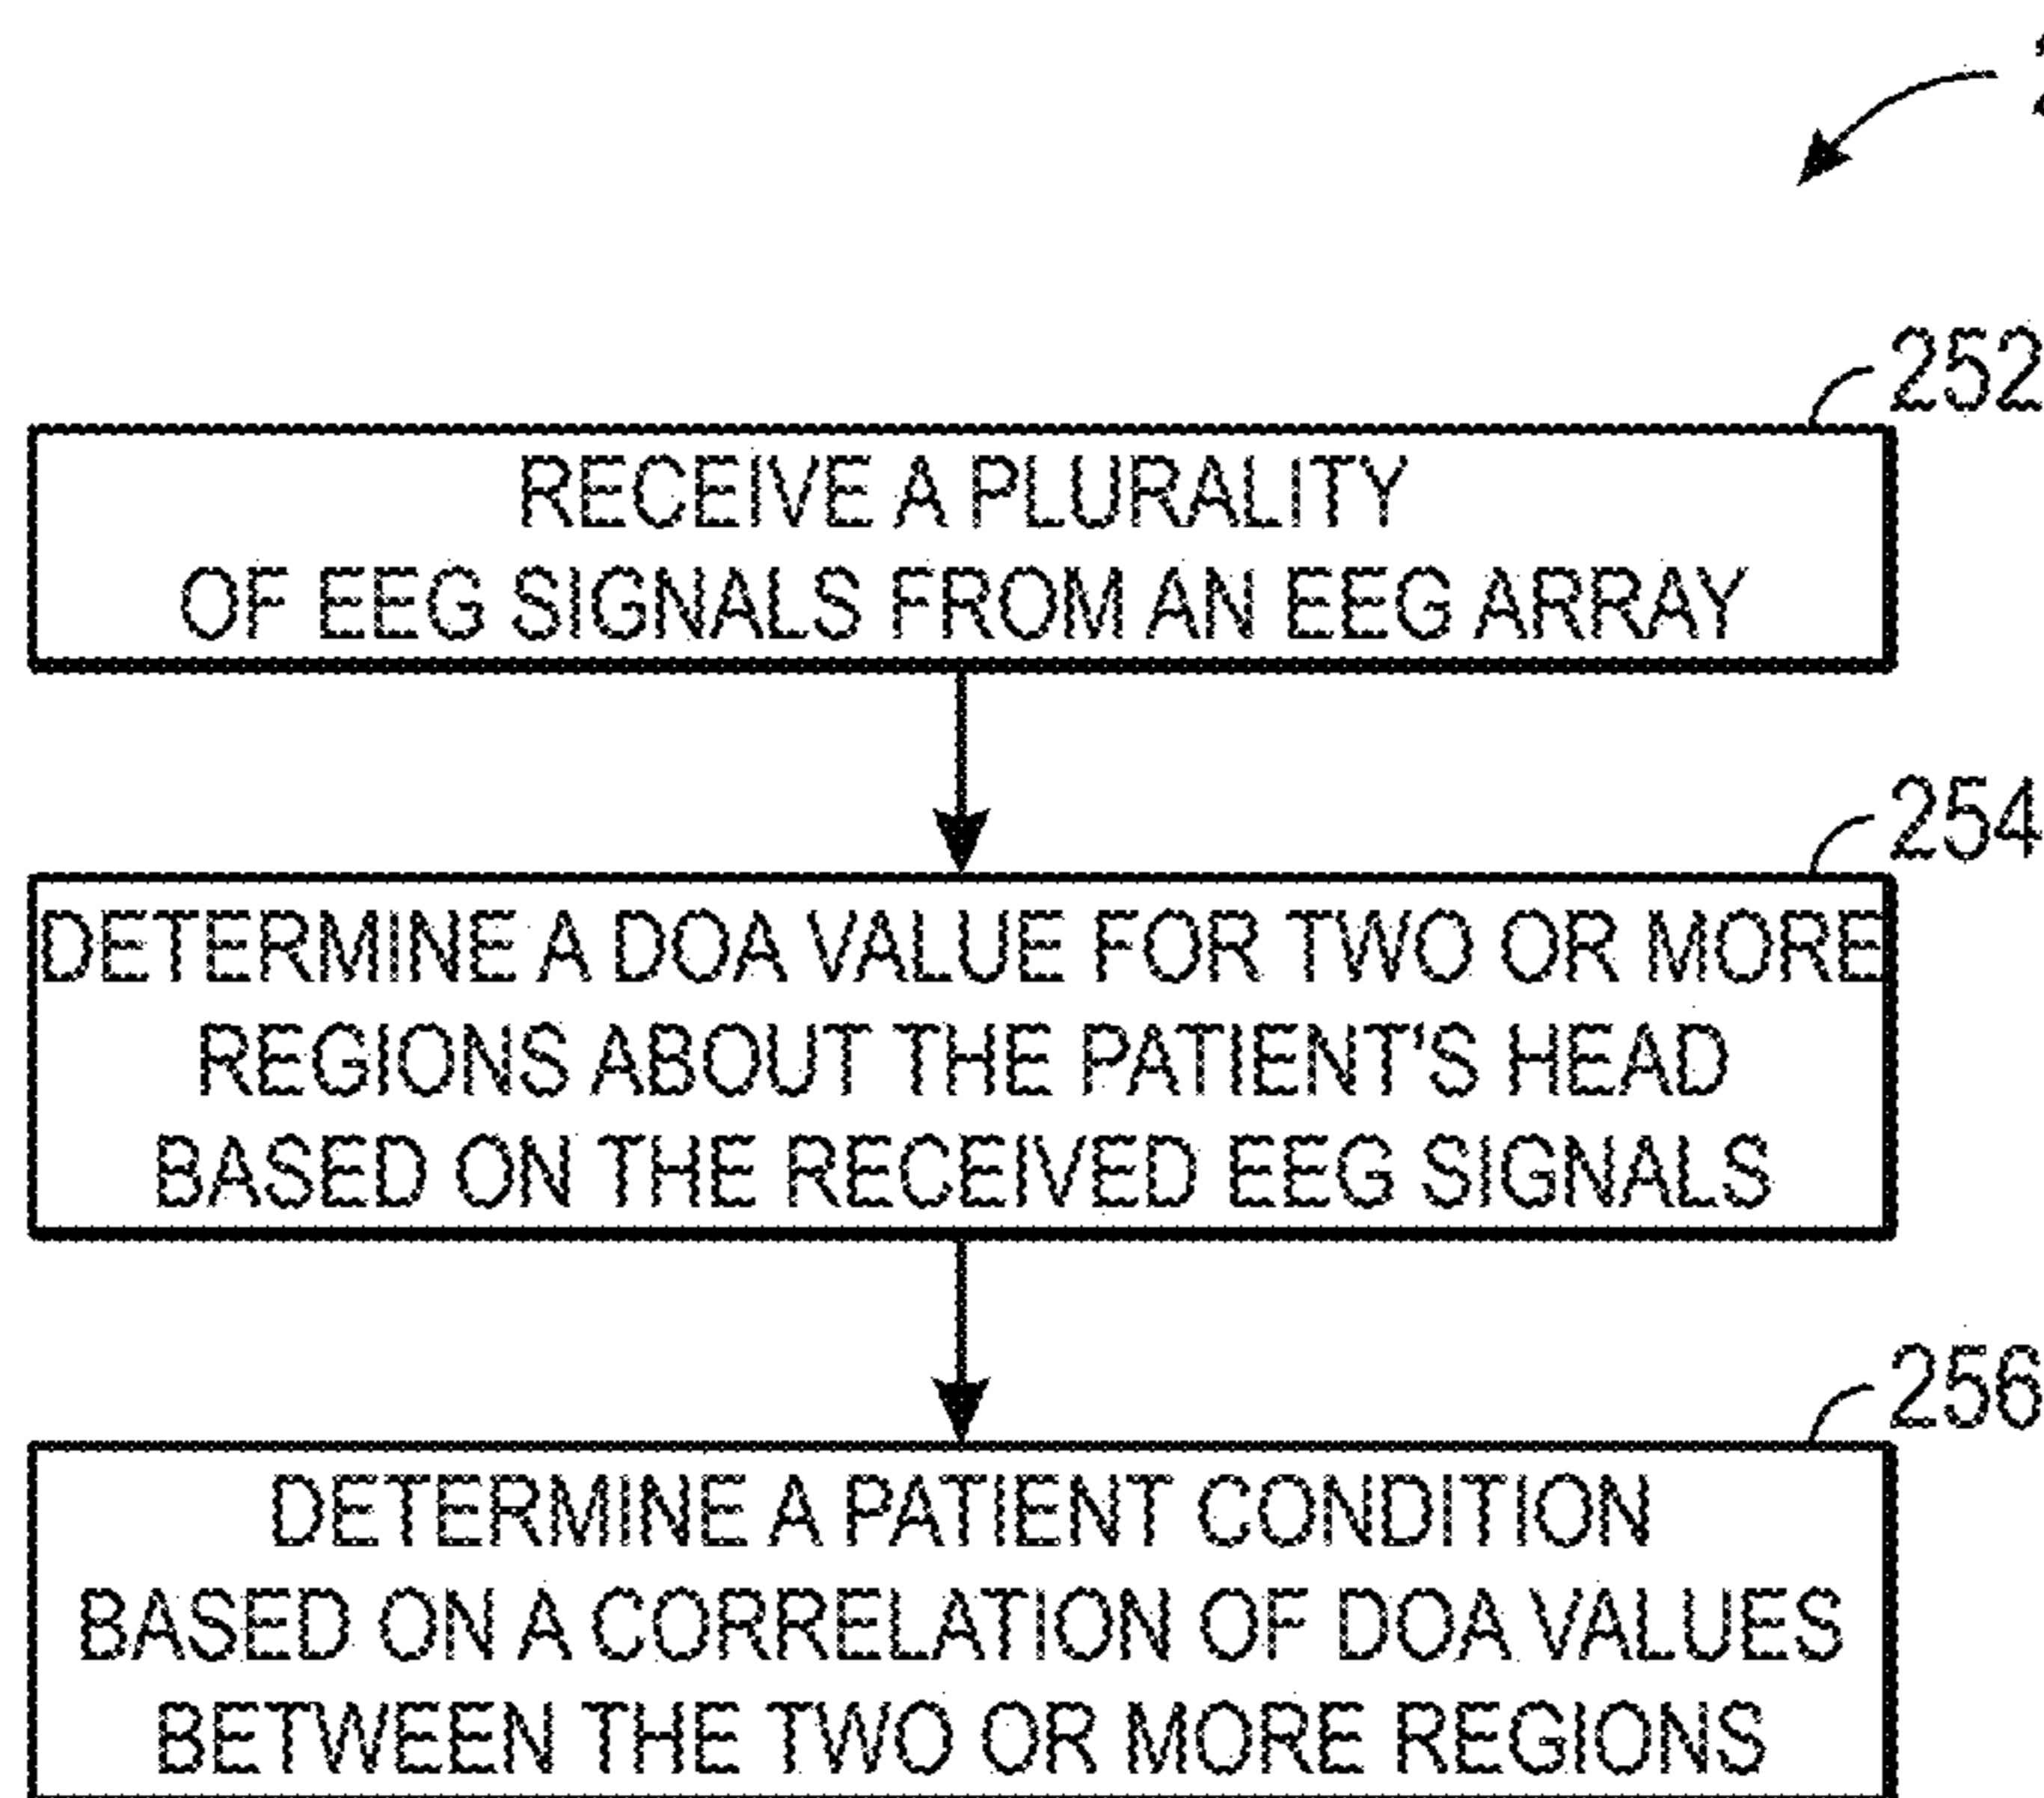 252
RECEIVE A PLURALITY
OF EEG SIGNALS FROM AN EEG ARRAY
254
DETERMINE A DOA VALUE FOR TWO OR MORE
REGIONS ABOUT THE PATIENT'S HEAD
BASED ON THE RECEIVED EEG SIGNALS
256
DETERMINE A PATIENT CONDITION
BASED ON A CORRELATION OF DOA VALUES
BETWEEN THE TWO OR MORE REGIONS